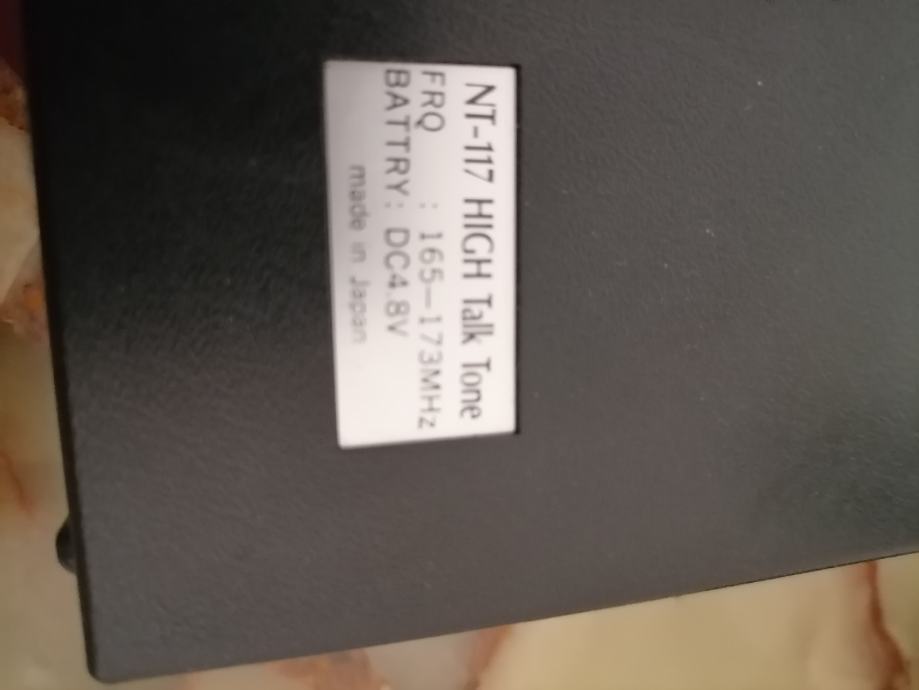 NT-117 HIGH Talk Tone
FRQ : 165-173MHz
BATTRY: DC4.8V
made in Japan